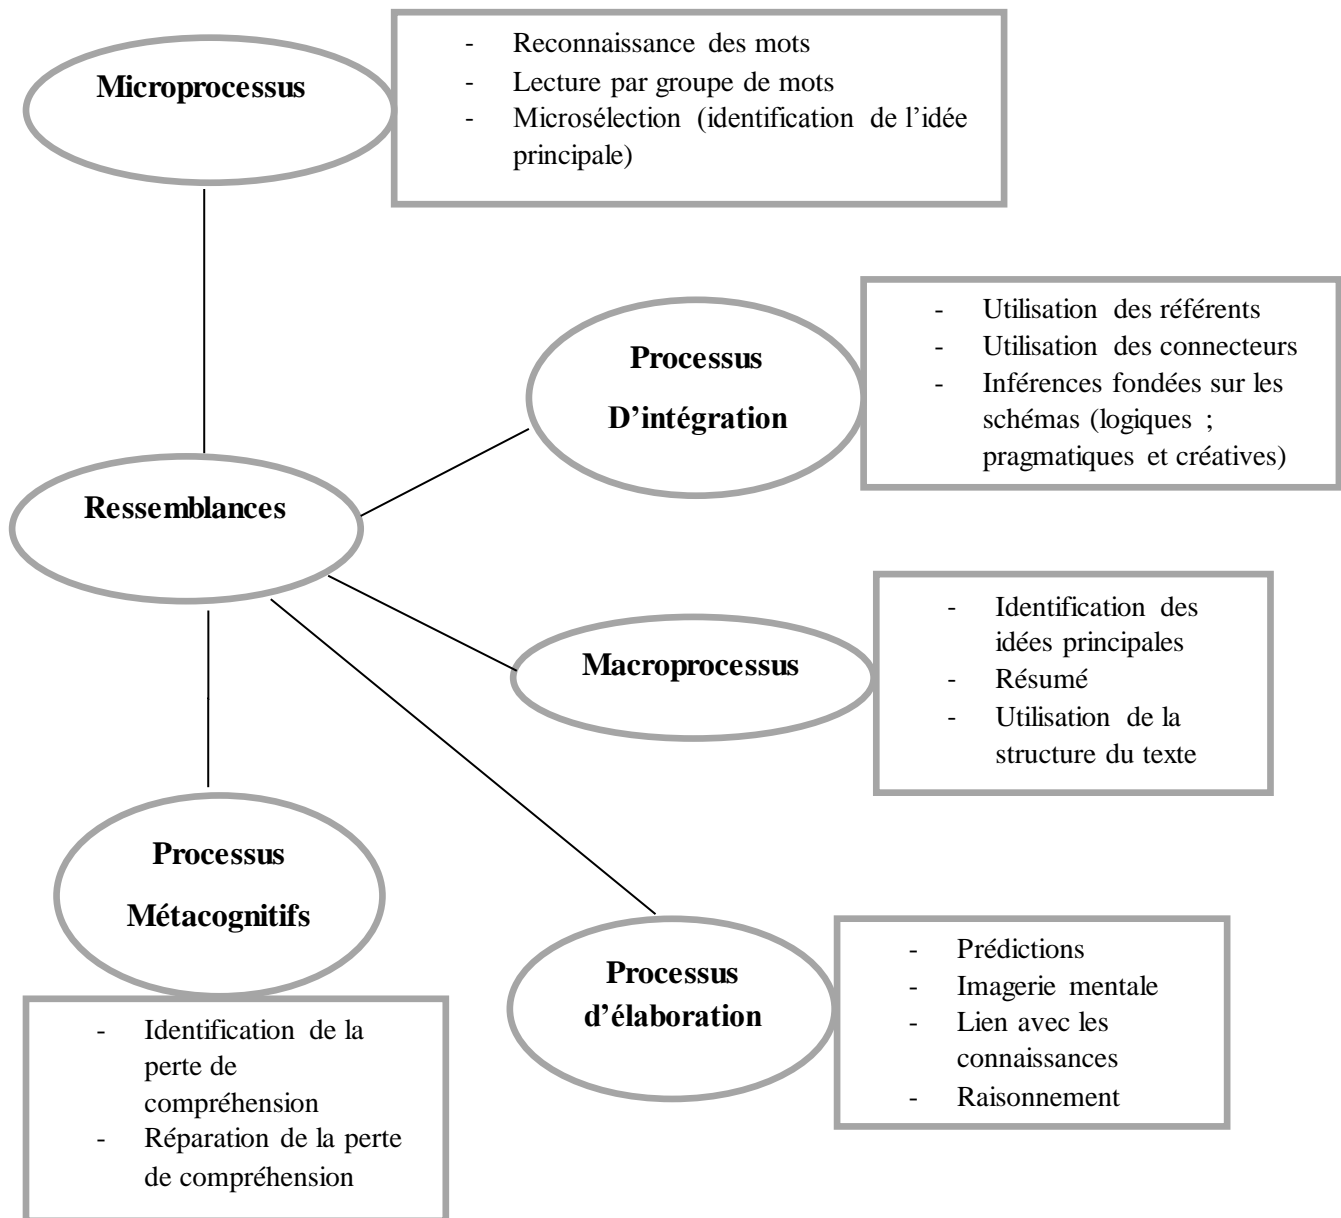 Microprocessus
- Reconnaissance des mots
- Lecture par groupe de mots
- Microsélection (identification de l’idée
principale)
Processus
D’intégration
- Utilisation des référents
- Utilisation des connecteurs
- Inférences fondées sur les
schémas (logiques ;
pragmatiques et créatives)
Ressemblances
Macroprocessus
- Identification des
idées principales
- Résumé
- Utilisation de la
structure du texte
Processus
Métacognitifs
- Identification de la
perte de
compréhension
- Réparation de la perte
de compréhension
Processus
d’élaboration
- Prédictions
- Imagerie mentale
- Lien avec les
connaissances
- Raisonnement